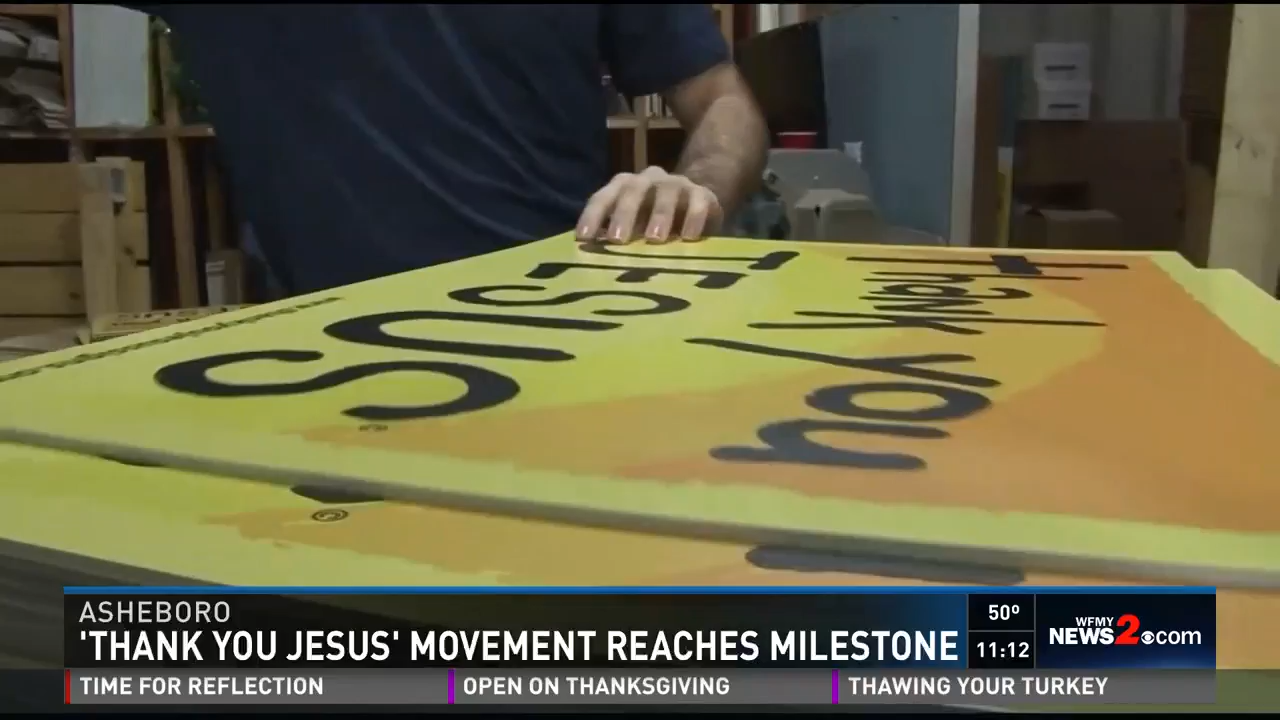 Thank
You
JESUS
®
®
ASHEBORO
'THANK YOU JESUS' MOVEMENT REACHES MILESTONE
50°
11:12
WFMY
NEWS2 com
TIME FOR REFLECTION
OPEN ON THANKSGIVING
THAWING YOUR TURKEY